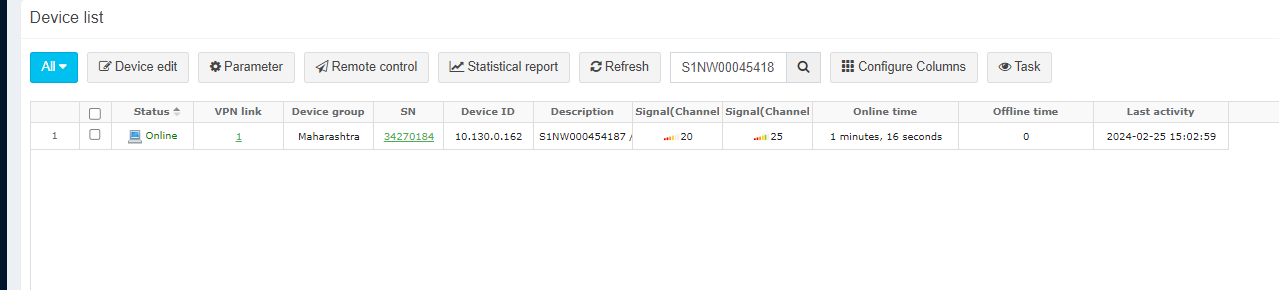 Device list
All Device edit Parameter Remote control Statistical report Refresh S1NW00045418 Configure Columns Task
Status VPN link Device group SN Device ID Description Signal(Channel Signal(Channel Online time Offline time Last activity
1 Online 1 Maharashtra 34270184 10.130.0.162 S1NW000454187 / 20 25 1 minutes, 16 seconds 0 2024-02-25 15:02:59